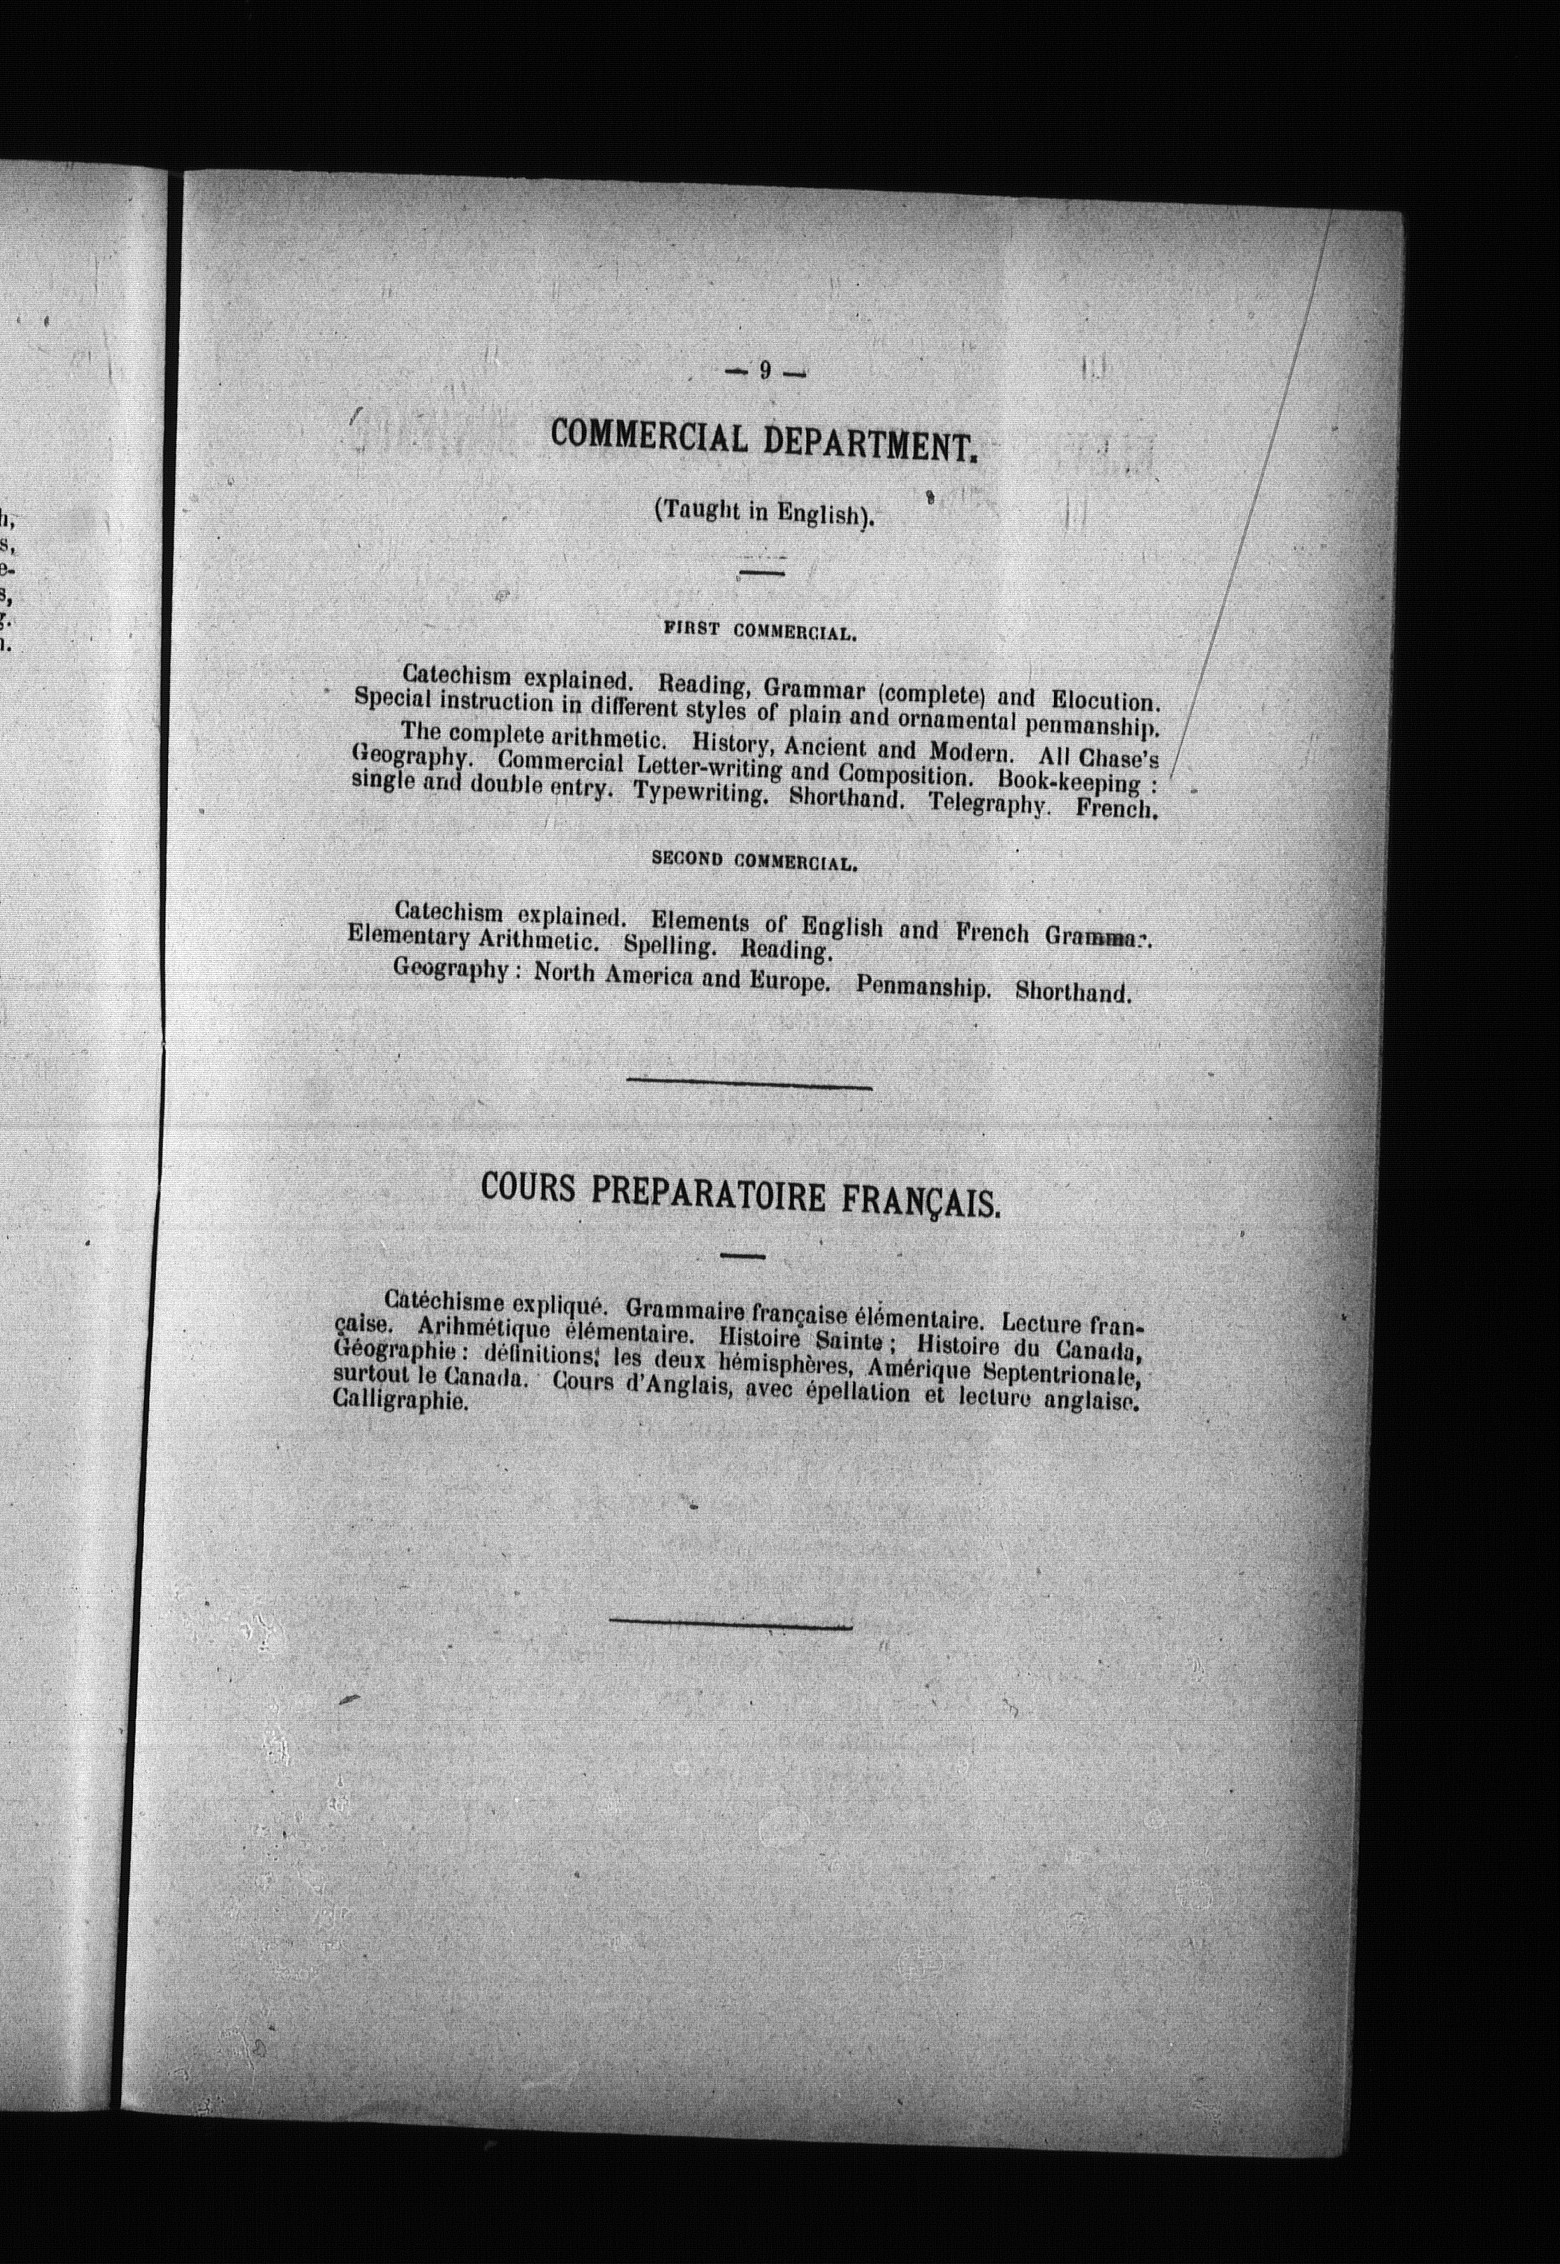 — 9 —
COMMERCIAL DEPARTMENT.
(Taught in English).
FIRST COMMERCIAL.
Catechism explained. Reading, Grammar (complete) and Elocution.
Special instruction in different styles of plain and ornamental penmanship.
The complete arithmetic. History, Ancient and Modern. All Chase's
Geography. Commercial Letter-writing and Composition. Book-keeping :
single and double entry. Typewriting. Shorthand. Telegraphy. French.
SECOND COMMERCIAL.
Catechism explained. Elements of English and French Grammar.
Elementary Arithmetic. Spelling. Reading.
Geography : North America and Europe. Penmanship. Shorthand.
COURS PREPARATOIRE FRANÇAIS.
Catéchisme expliqué. Grammaire française élémentaire. Lecture fran-
çaise. Arihmétique élémentaire. Histoire Sainte ; Histoire du Canada,
Géographie : définitions; les deux hémisphères, Amérique Septentrionale,
surtout le Canada. Cours d'Anglais, avec épellation et lecture anglaise.
Calligraphie.